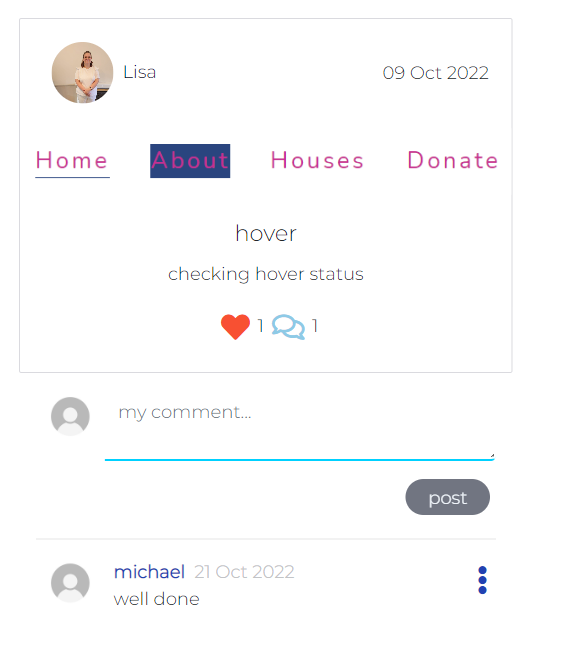 Lisa 09 Oct 2022
Home About Houses Donate
hover
checking hover status
1 1
my comment...
post
michael 21 Oct 2022
well done